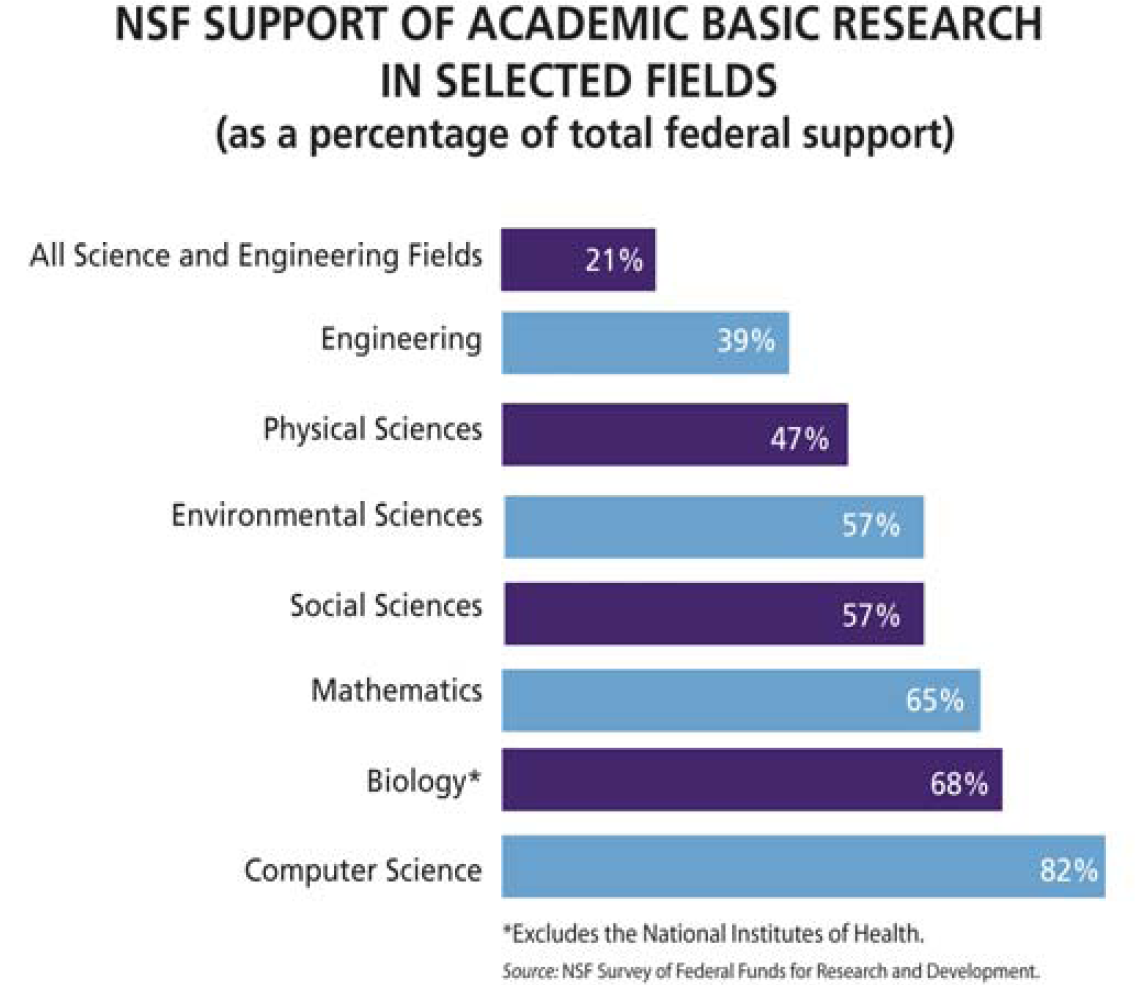 NSF SUPPORT OF ACADEMIC BASIC RESEARCH
IN SELECTED FIELDS
(as a percentage of total federal support)
All Science and Engineering Fields 21%
Engineering 39%
Physical Sciences 47%
Environmental Sciences 57%
Social Sciences 57%
Mathematics 65%
Biology* 68%
Computer Science 82%
*Excludes the National Institutes of Health.
Source: NSF Survey of Federal Funds for Research and Development.